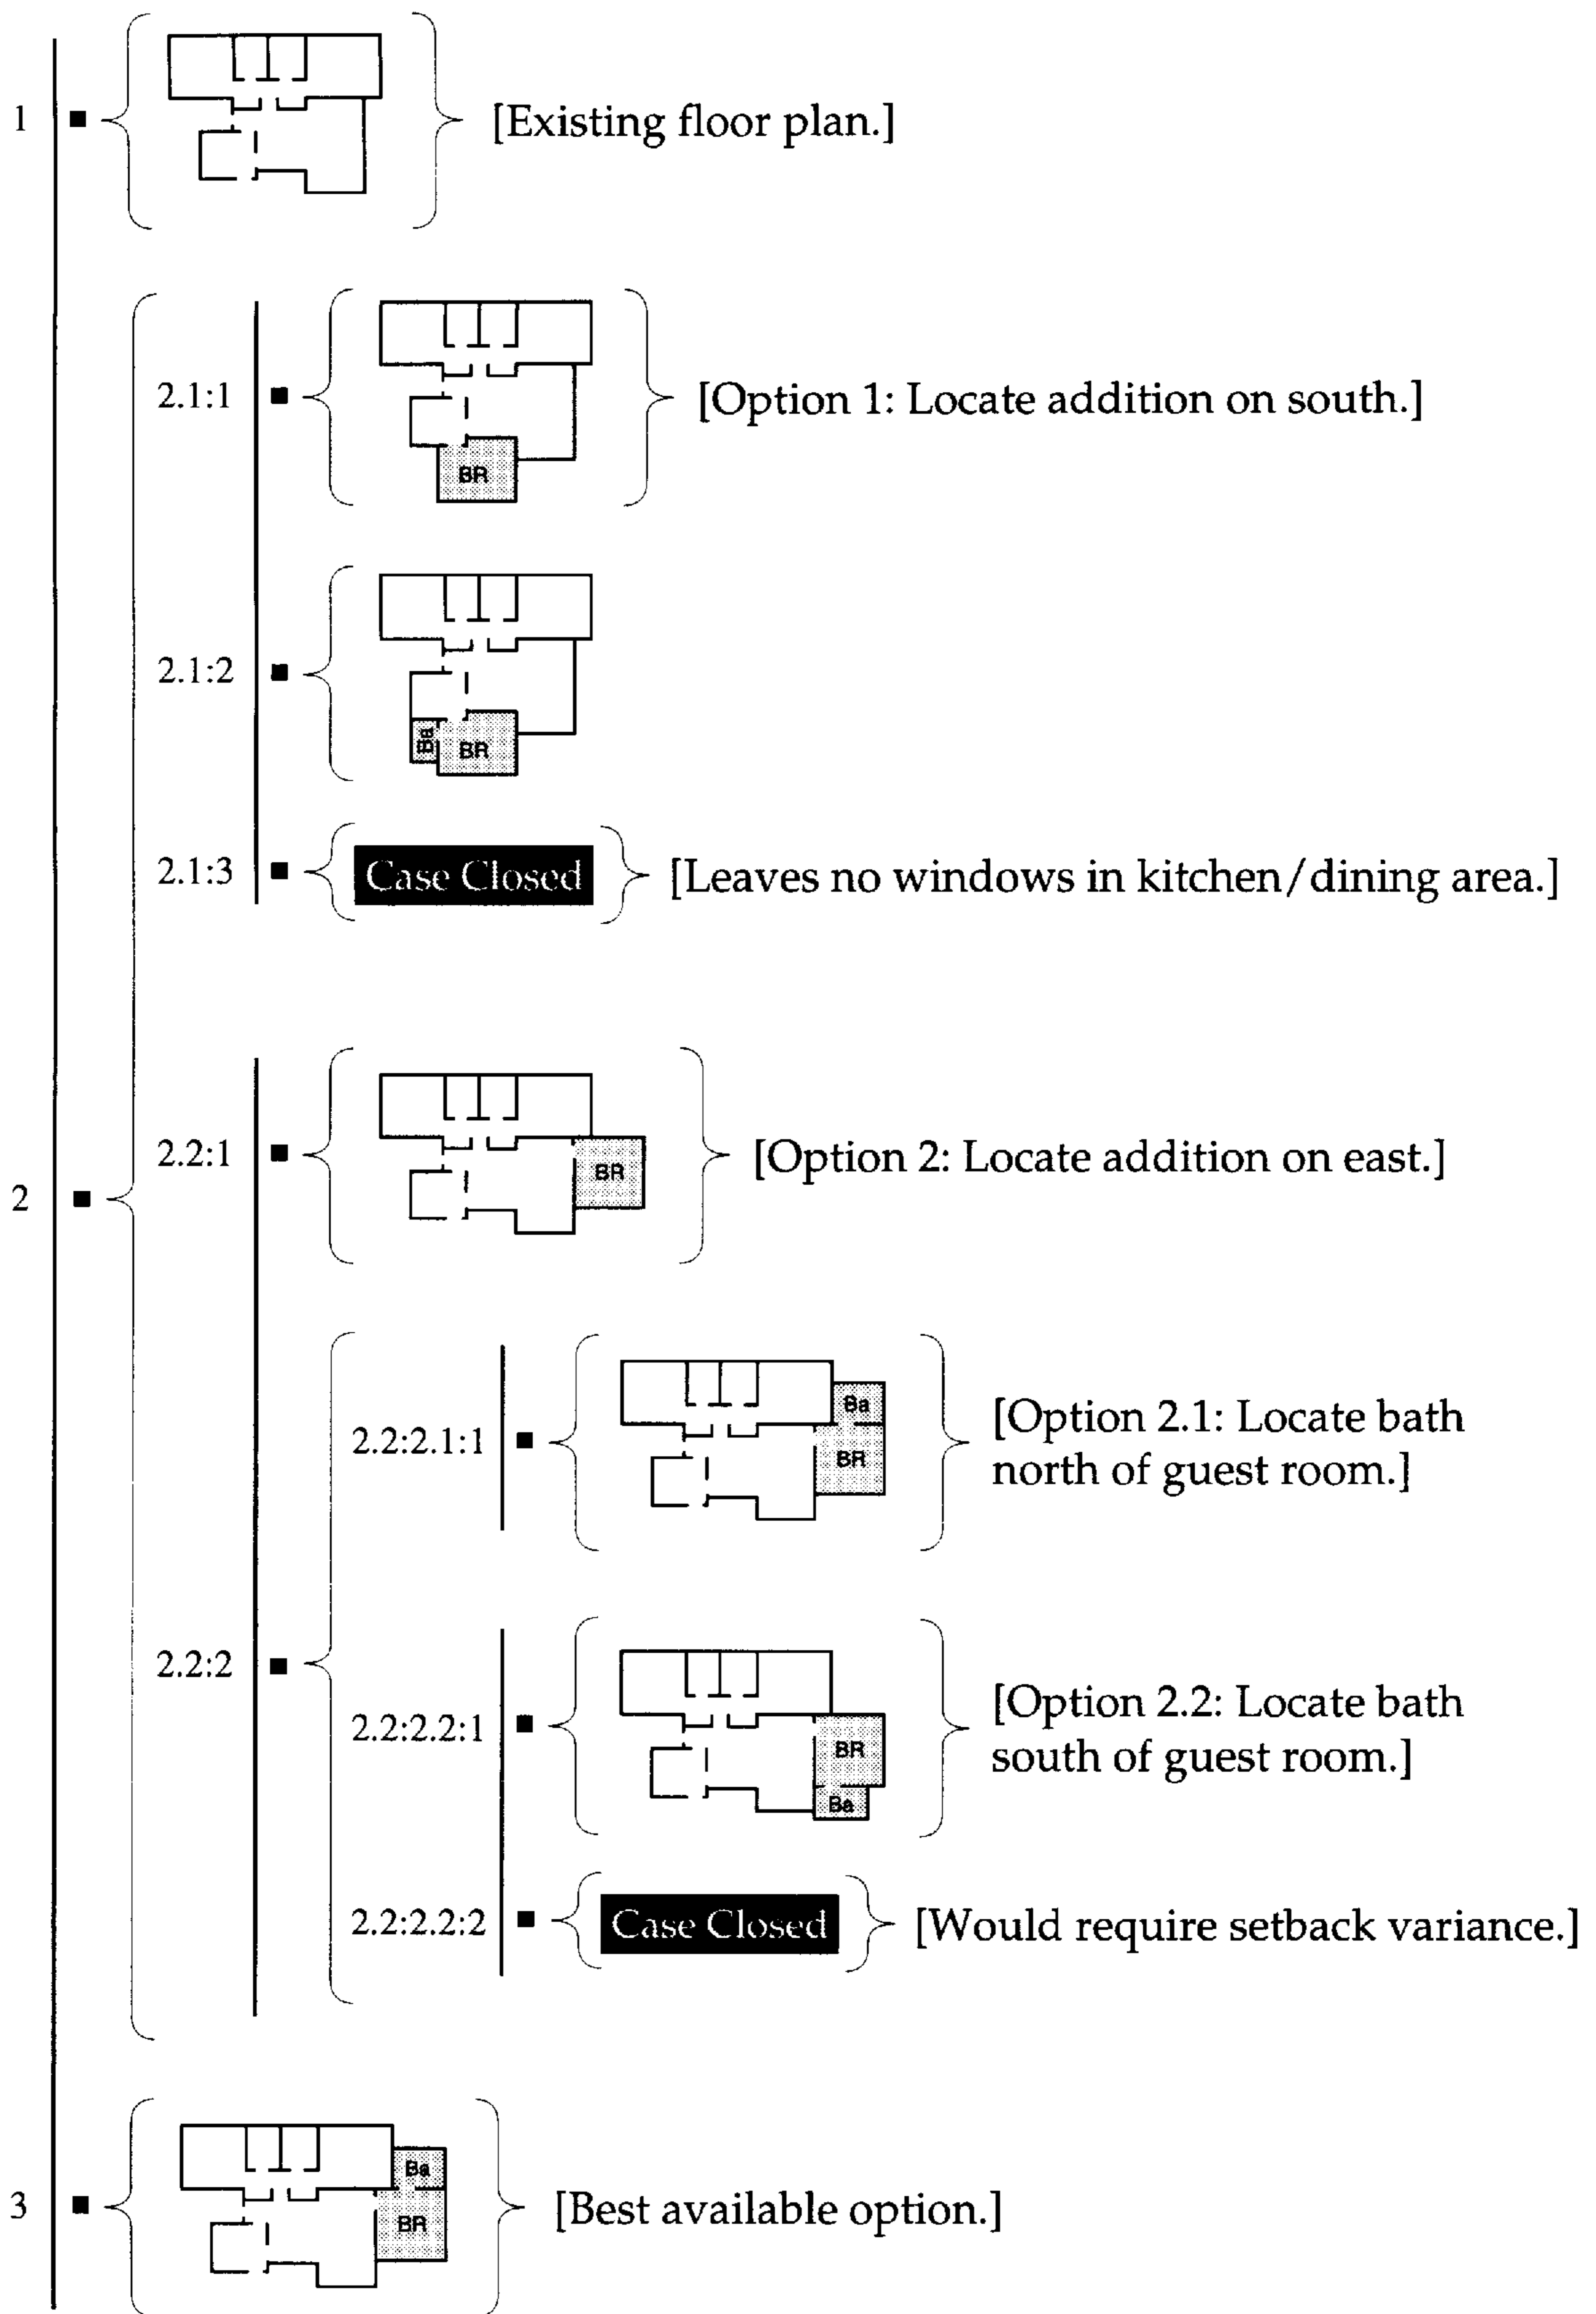 1
[Existing floor plan.]
2.1:1
[Option 1: Locate addition on south.]
BR
2.1:2
Ba
BR
2.1:3
Case Closed
[Leaves no windows in kitchen/dining area.]
2
2.2:1
BR
[Option 2: Locate addition on east.]
2.2:2
2.2:2.1:1
Ba
BR
[Option 2.1: Locate bath
north of guest room.]
2.2:2.2:1
BR
Ba
[Option 2.2: Locate bath
south of guest room.]
2.2:2.2:2
Case Closed
[Would require setback variance.]
3
Ba
BR
[Best available option.]